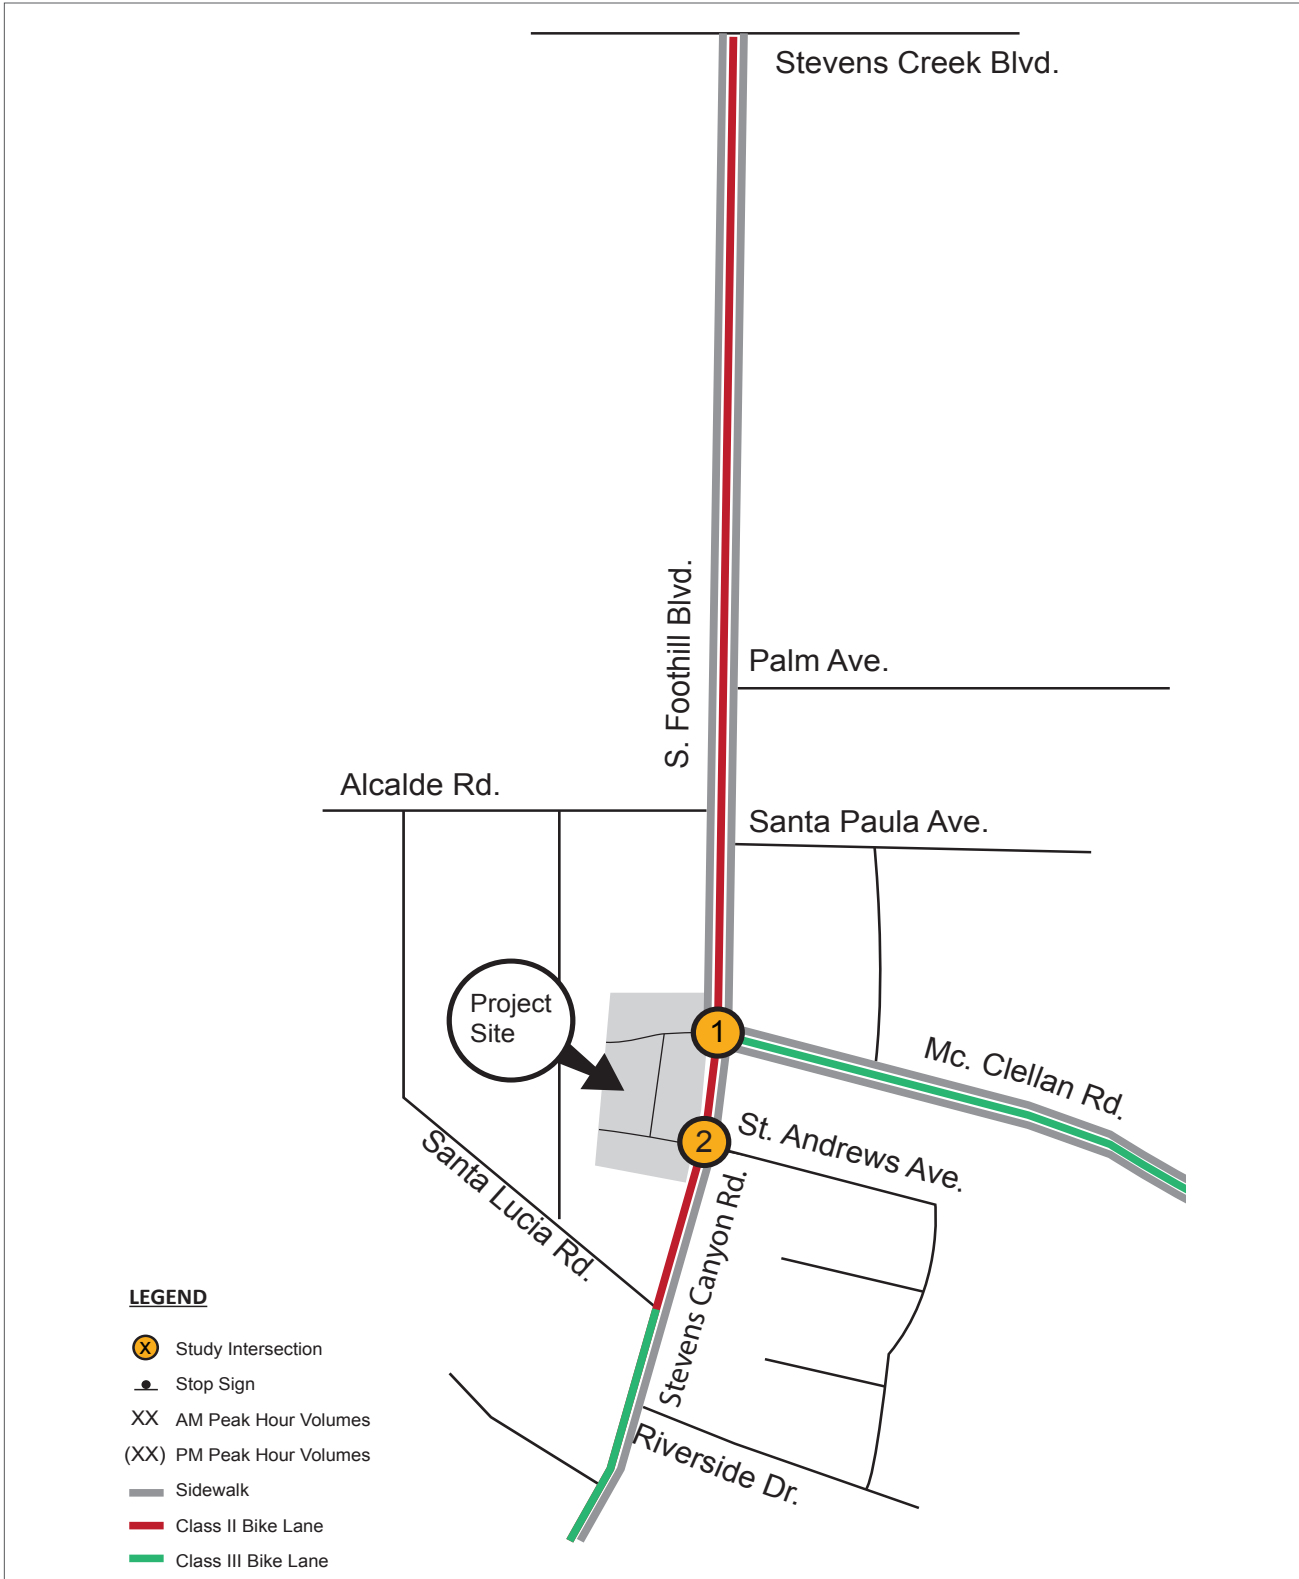 Stevens Creek Blvd.
S. Foothill Blvd.
Palm Ave.
Alcalde Rd.
Santa Paula Ave.
Project
Site
1
Mc. Clellan Rd.
2
St. Andrews Ave.
Santa Lucia Rd.
Stevens Canyon Rd.
Riverside Dr.
LEGEND
X Study Intersection
Stop Sign
XX AM Peak Hour Volumes
(XX) PM Peak Hour Volumes
Sidewalk
Class II Bike Lane
Class III Bike Lane